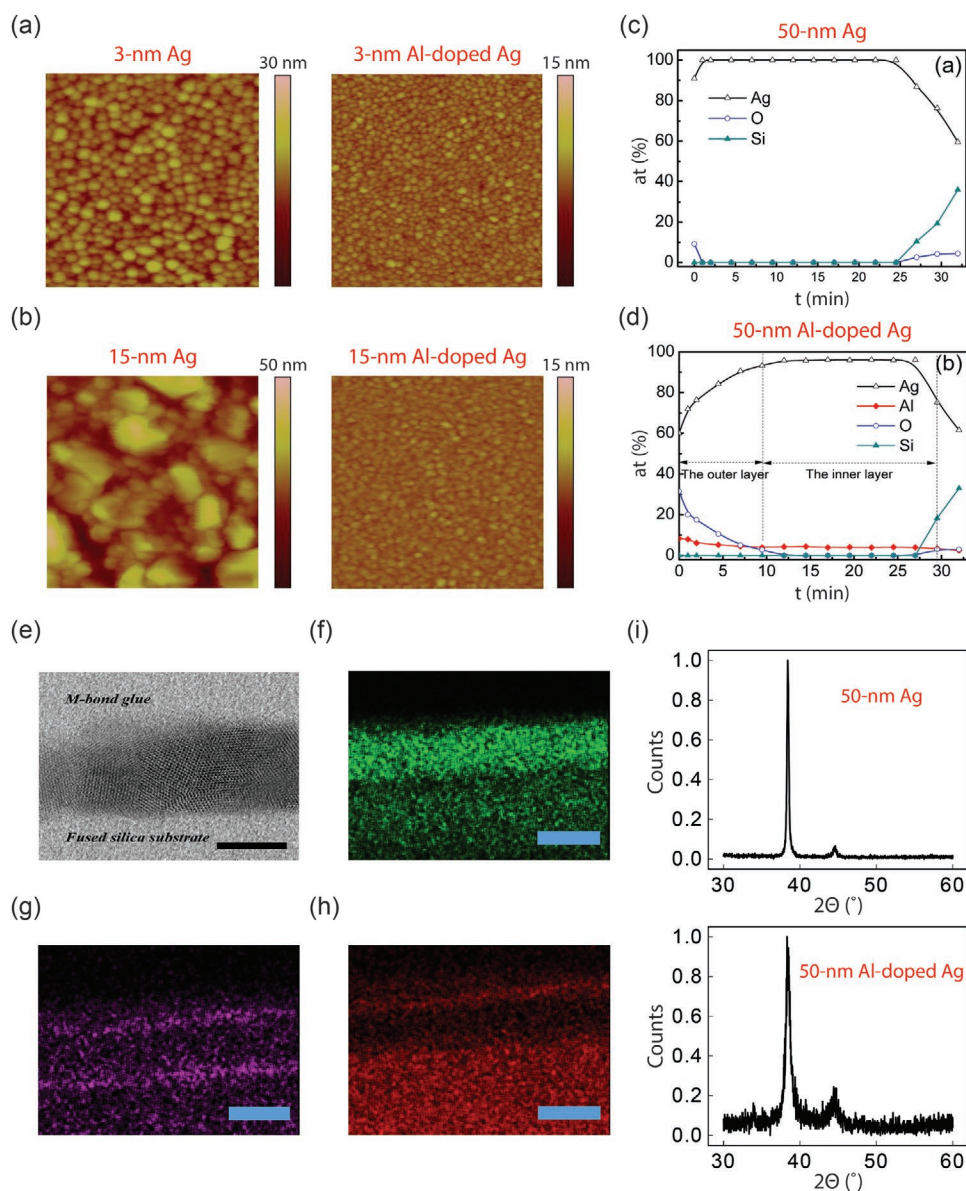 (a)
3-nm Ag
30 nm
0
3-nm Al-doped Ag
15 nm
0
(b)
15-nm Ag
50 nm
0
15-nm Al-doped Ag
15 nm
0
(c)
50-nm Ag
(a)
Ag
O
Si
at (%)
100
80
60
40
20
0
0 5 10 15 20 25 30
t (min)
(d)
50-nm Al-doped Ag
(b)
Ag
Al
O
Si
The outer layer
The inner layer
at (%)
100
80
60
40
20
0
0 5 10 15 20 25 30
t (min)
(e)
M-bond glue
Fused silica substrate
(f)
(g)
(h)
(i)
50-nm Ag
Counts
1.0
0.8
0.6
0.4
0.2
0.0
30 40 50 60
2Θ (°)
50-nm Al-doped Ag
Counts
1.0
0.8
0.6
0.4
0.2
0.0
30 40 50 60
2Θ (°)